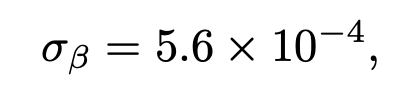 σ_β = 5.6 × 10⁻⁴,